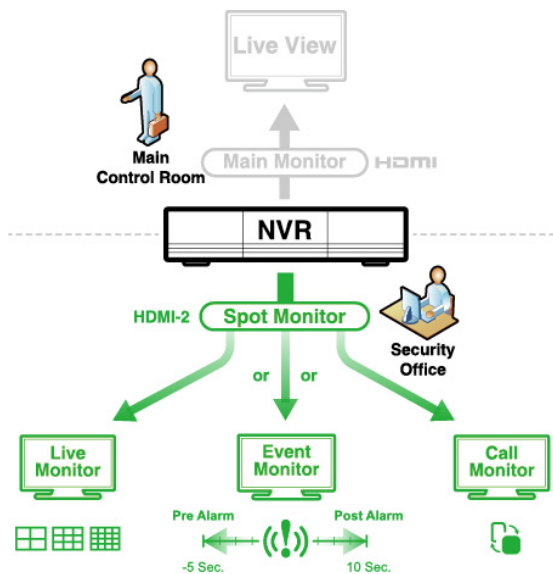 Live View
Main
Control Room
Main Monitor
HDMI
NVR
HDMI-2
Spot Monitor
Security
Office
or or
Live
Monitor
Event
Monitor
Call
Monitor
Pre Alarm
Post Alarm
-5 Sec.
10 Sec.